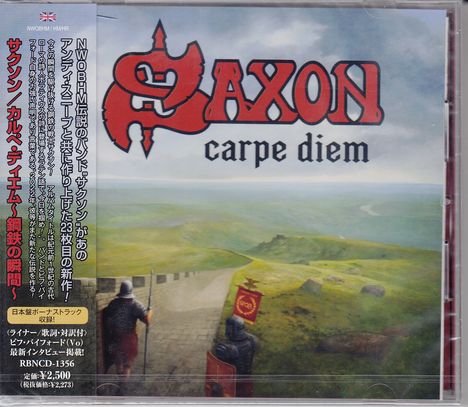 NWOBHM / HM/HR
NWOBHM伝説のバンド、サクソンがあの
アンディ・スニープと共に作り上げた23枚目の新作!
サクソン/カルペ・ディエム~鋼鉄の瞬間~
日本盤ボーナストラック
収録!
〈ライナー/歌詞・対訳付〉
ビフ・バイフォード(Vo)
最新インタビュー掲載!
RBNCD-1356
定価:¥2,500
(税抜価格:¥2,273)
SAXON
carpe diem